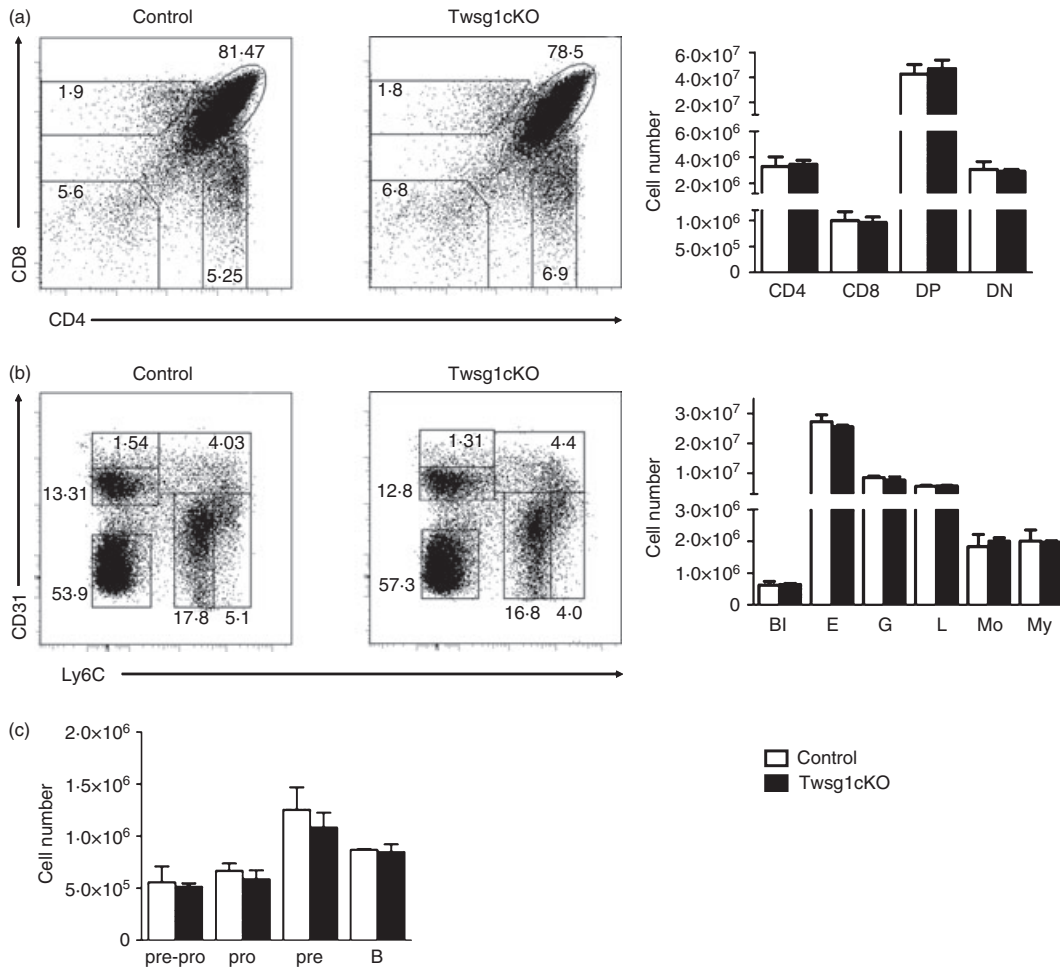 (a)
Control
Twsg1cKO
81·47
1·9
5·6
5·25
78·5
1·8
6·8
6·9
CD8
CD4
Cell number
6·0×10⁷
4·0×10⁷
2·0×10⁷
6·0×10⁶
4·0×10⁶
2·0×10⁶
1·0×10⁶
5·0×10⁵
0
CD4 CD8 DP DN
(b)
Control
Twsg1cKO
1·54 4·03
13·31
53·9
17·8 5·1
1·31 4·4
12·8
57·3
16·8 4·0
CD31
Ly6C
Cell number
3·0×10⁷
2·0×10⁷
1·0×10⁷
3·0×10⁶
2·0×10⁶
1·0×10⁶
0
Bl E G L Mo My
(c)
Cell number
2·0×10⁶
1·5×10⁶
1·0×10⁶
5·0×10⁵
0
pre-pro pro pre B
Control
Twsg1cKO